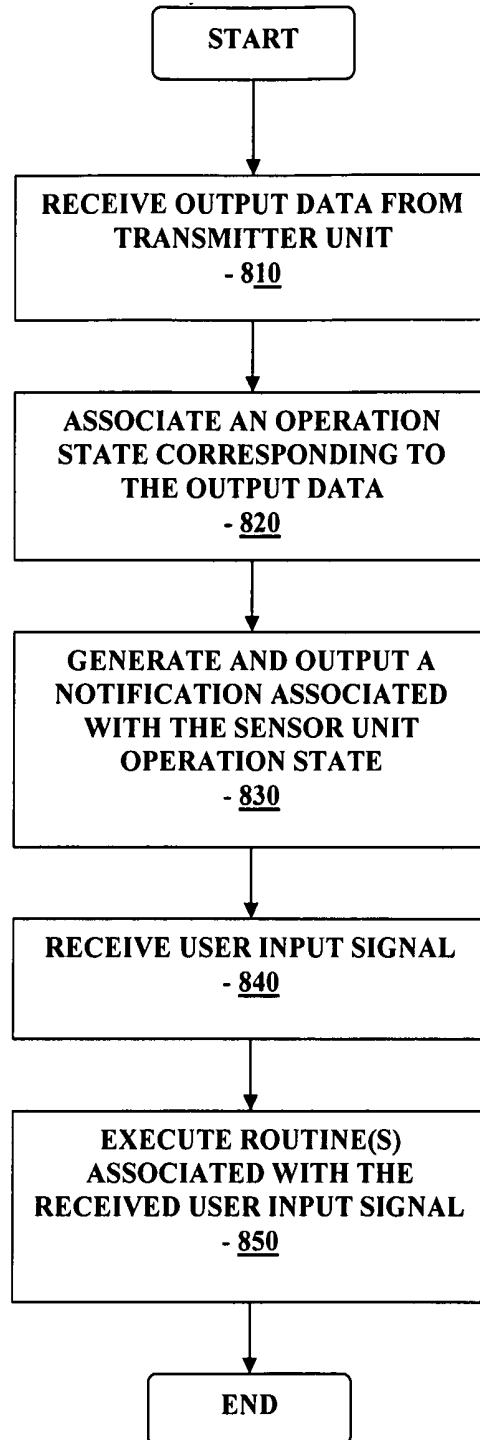 START
RECEIVE OUTPUT DATA FROM
TRANSMITTER UNIT
- 810
ASSOCIATE AN OPERATION
STATE CORRESPONDING TO
THE OUTPUT DATA
- 820
GENERATE AND OUTPUT A
NOTIFICATION ASSOCIATED
WITH THE SENSOR UNIT
OPERATION STATE
- 830
RECEIVE USER INPUT SIGNAL
- 840
EXECUTE ROUTINE(S)
ASSOCIATED WITH THE
RECEIVED USER INPUT SIGNAL
- 850
END